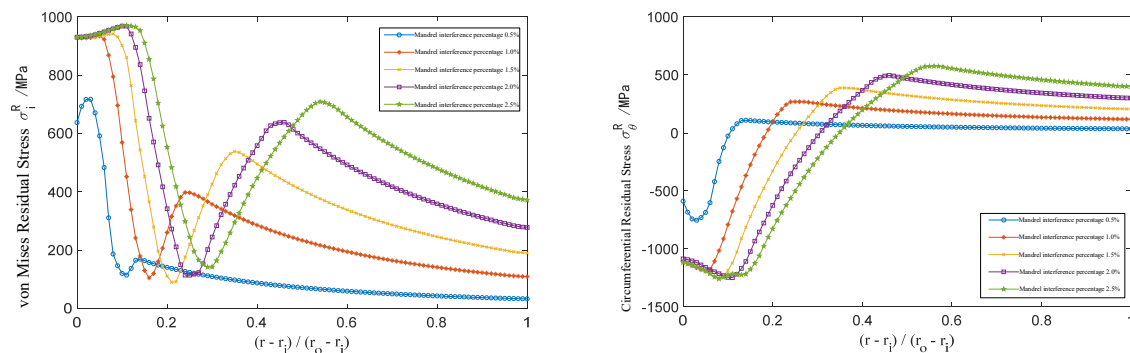 1000
800
600
400
200
0
von Mises Residual Stress σ_i^R /MPa
Mandrel interference percentage 0.5%
Mandrel interference percentage 1.0%
Mandrel interference percentage 1.5%
Mandrel interference percentage 2.0%
Mandrel interference percentage 2.5%
0 0.2 0.4 0.6 0.8 1
(r - r_i) / (r_o - r_i)
1000
500
0
-500
-1000
-1500
Circumferential Residual Stress σ_θ^R /MPa
Mandrel interference percentage 0.5%
Mandrel interference percentage 1.0%
Mandrel interference percentage 1.5%
Mandrel interference percentage 2.0%
Mandrel interference percentage 2.5%
0 0.2 0.4 0.6 0.8 1
(r - r_i) / (r_o - r_i)